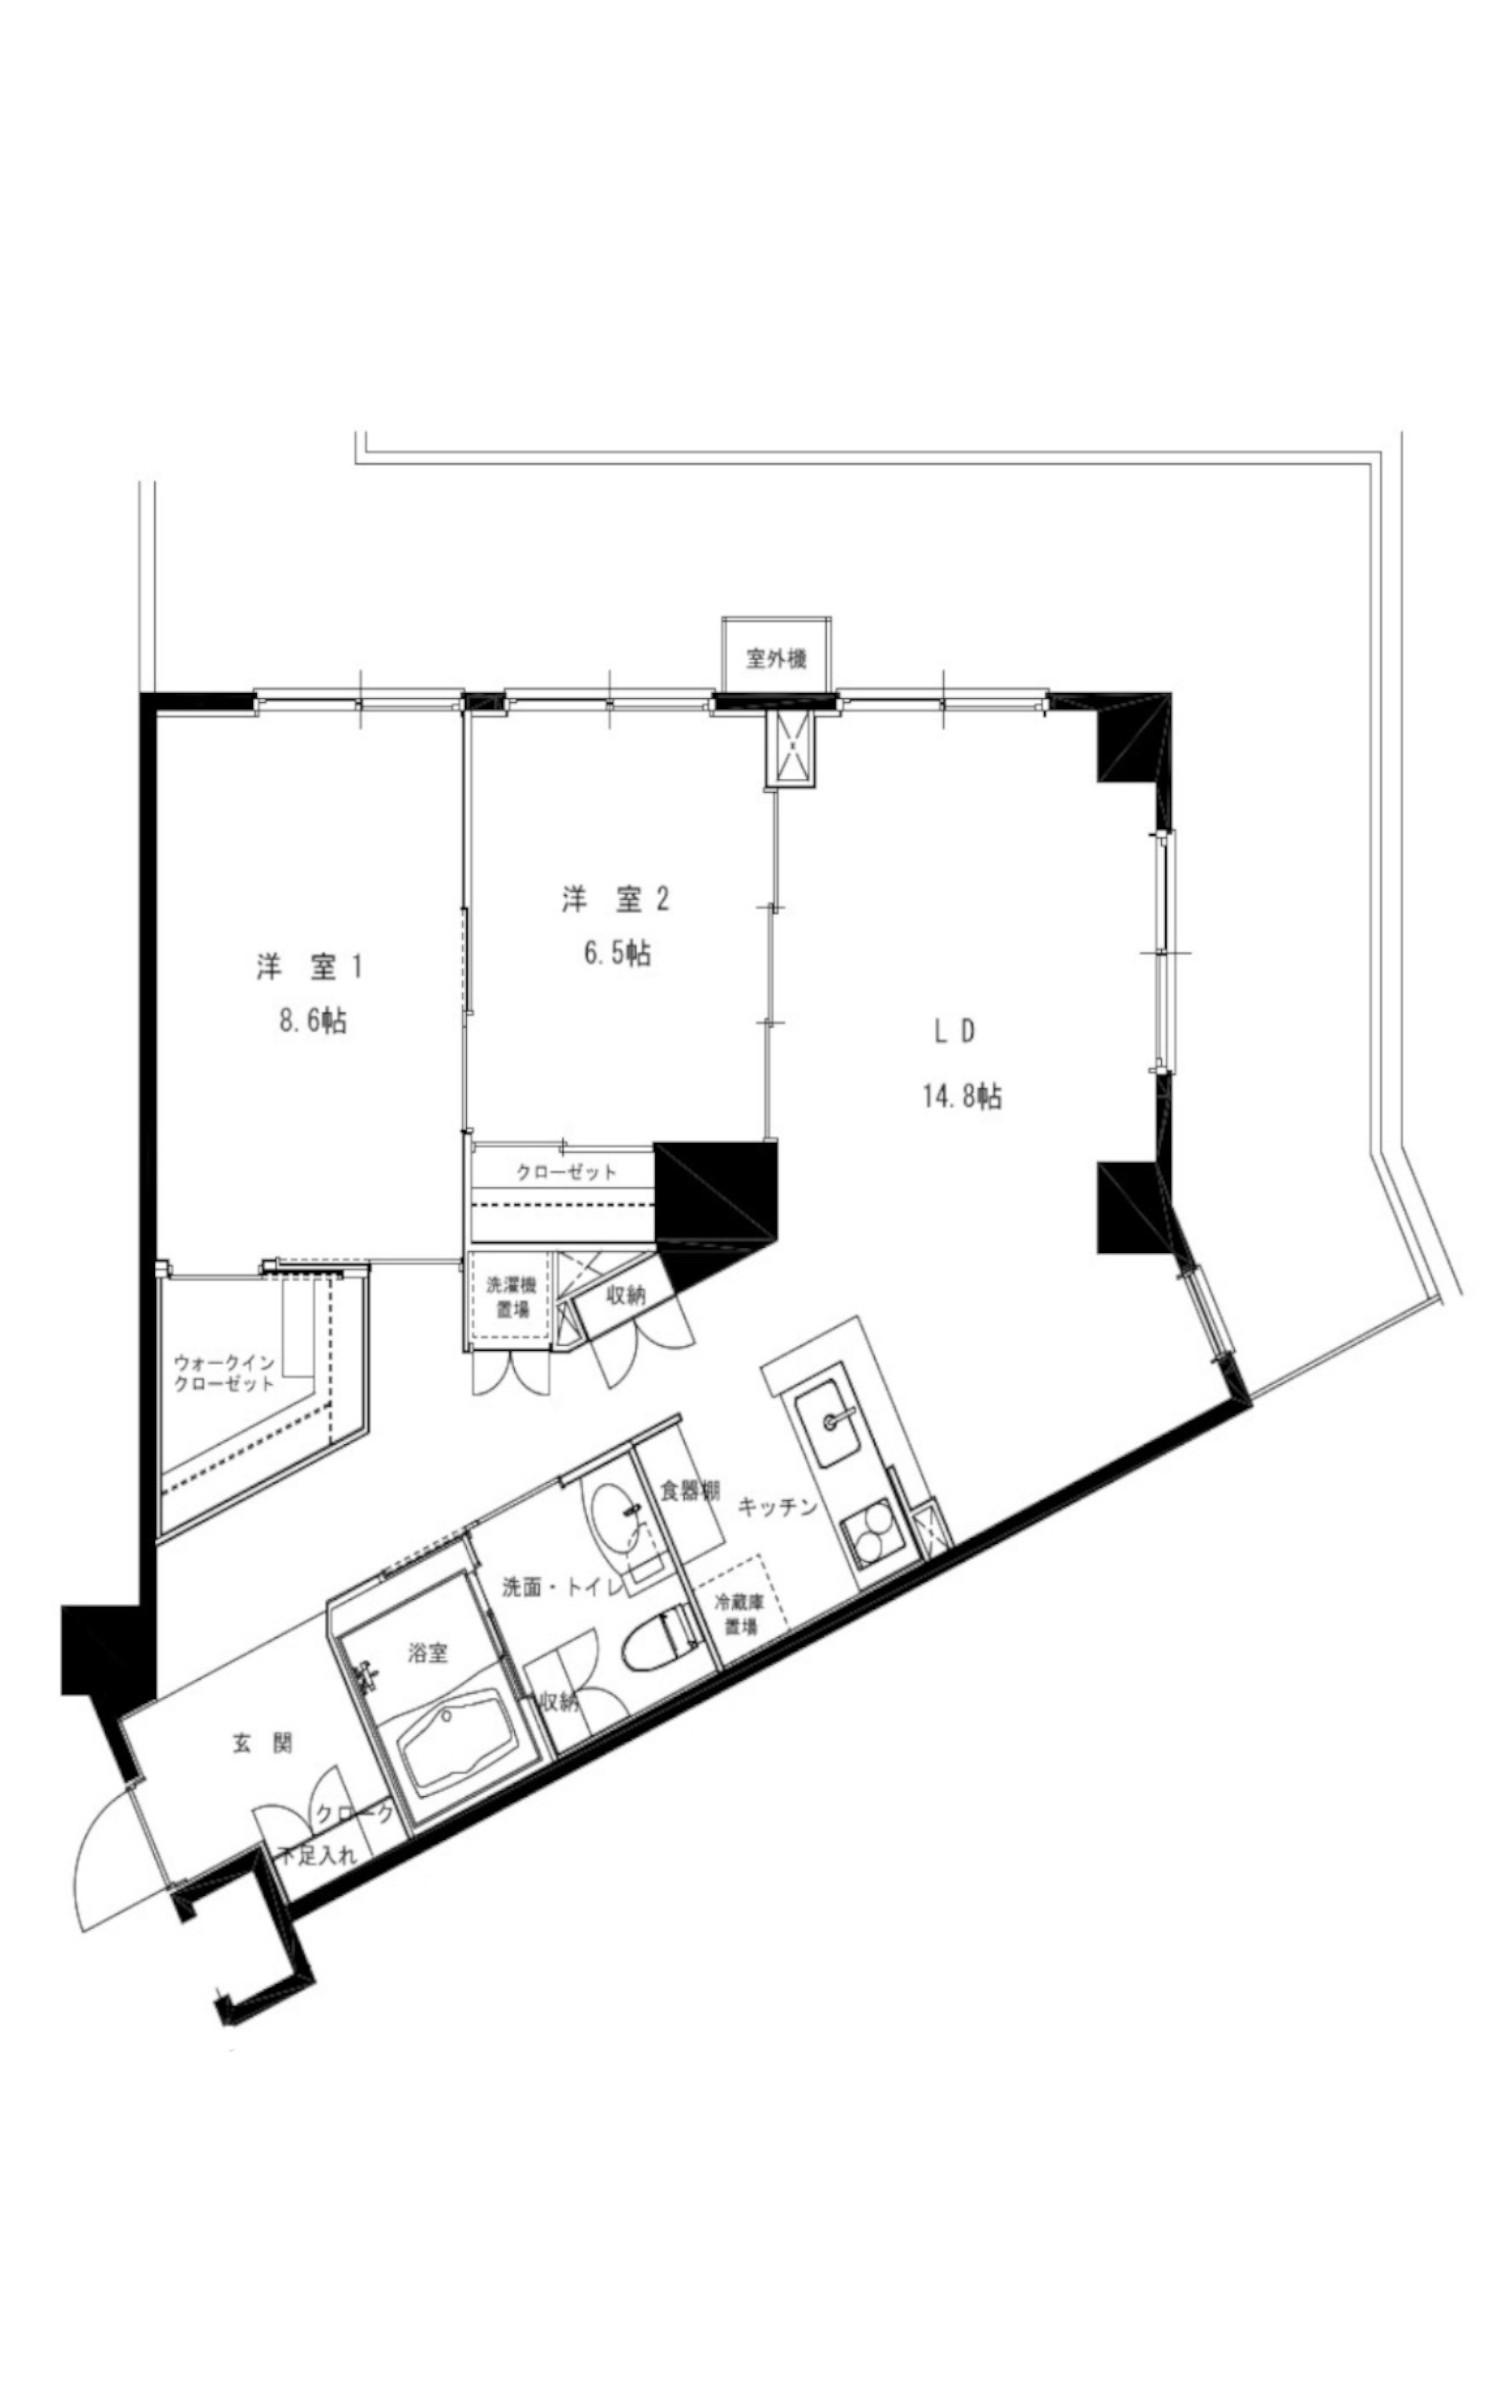 室外機
洋 室 2
6.5帖
洋 室 1
8.6帖
L D
14.8帖
クローゼット
洗濯機
置場
収納
ウォークイン
クローゼット
食器棚
キッチン
洗面・トイレ
冷蔵庫
置場
浴室
収納
玄 関
クローク
下足入れ